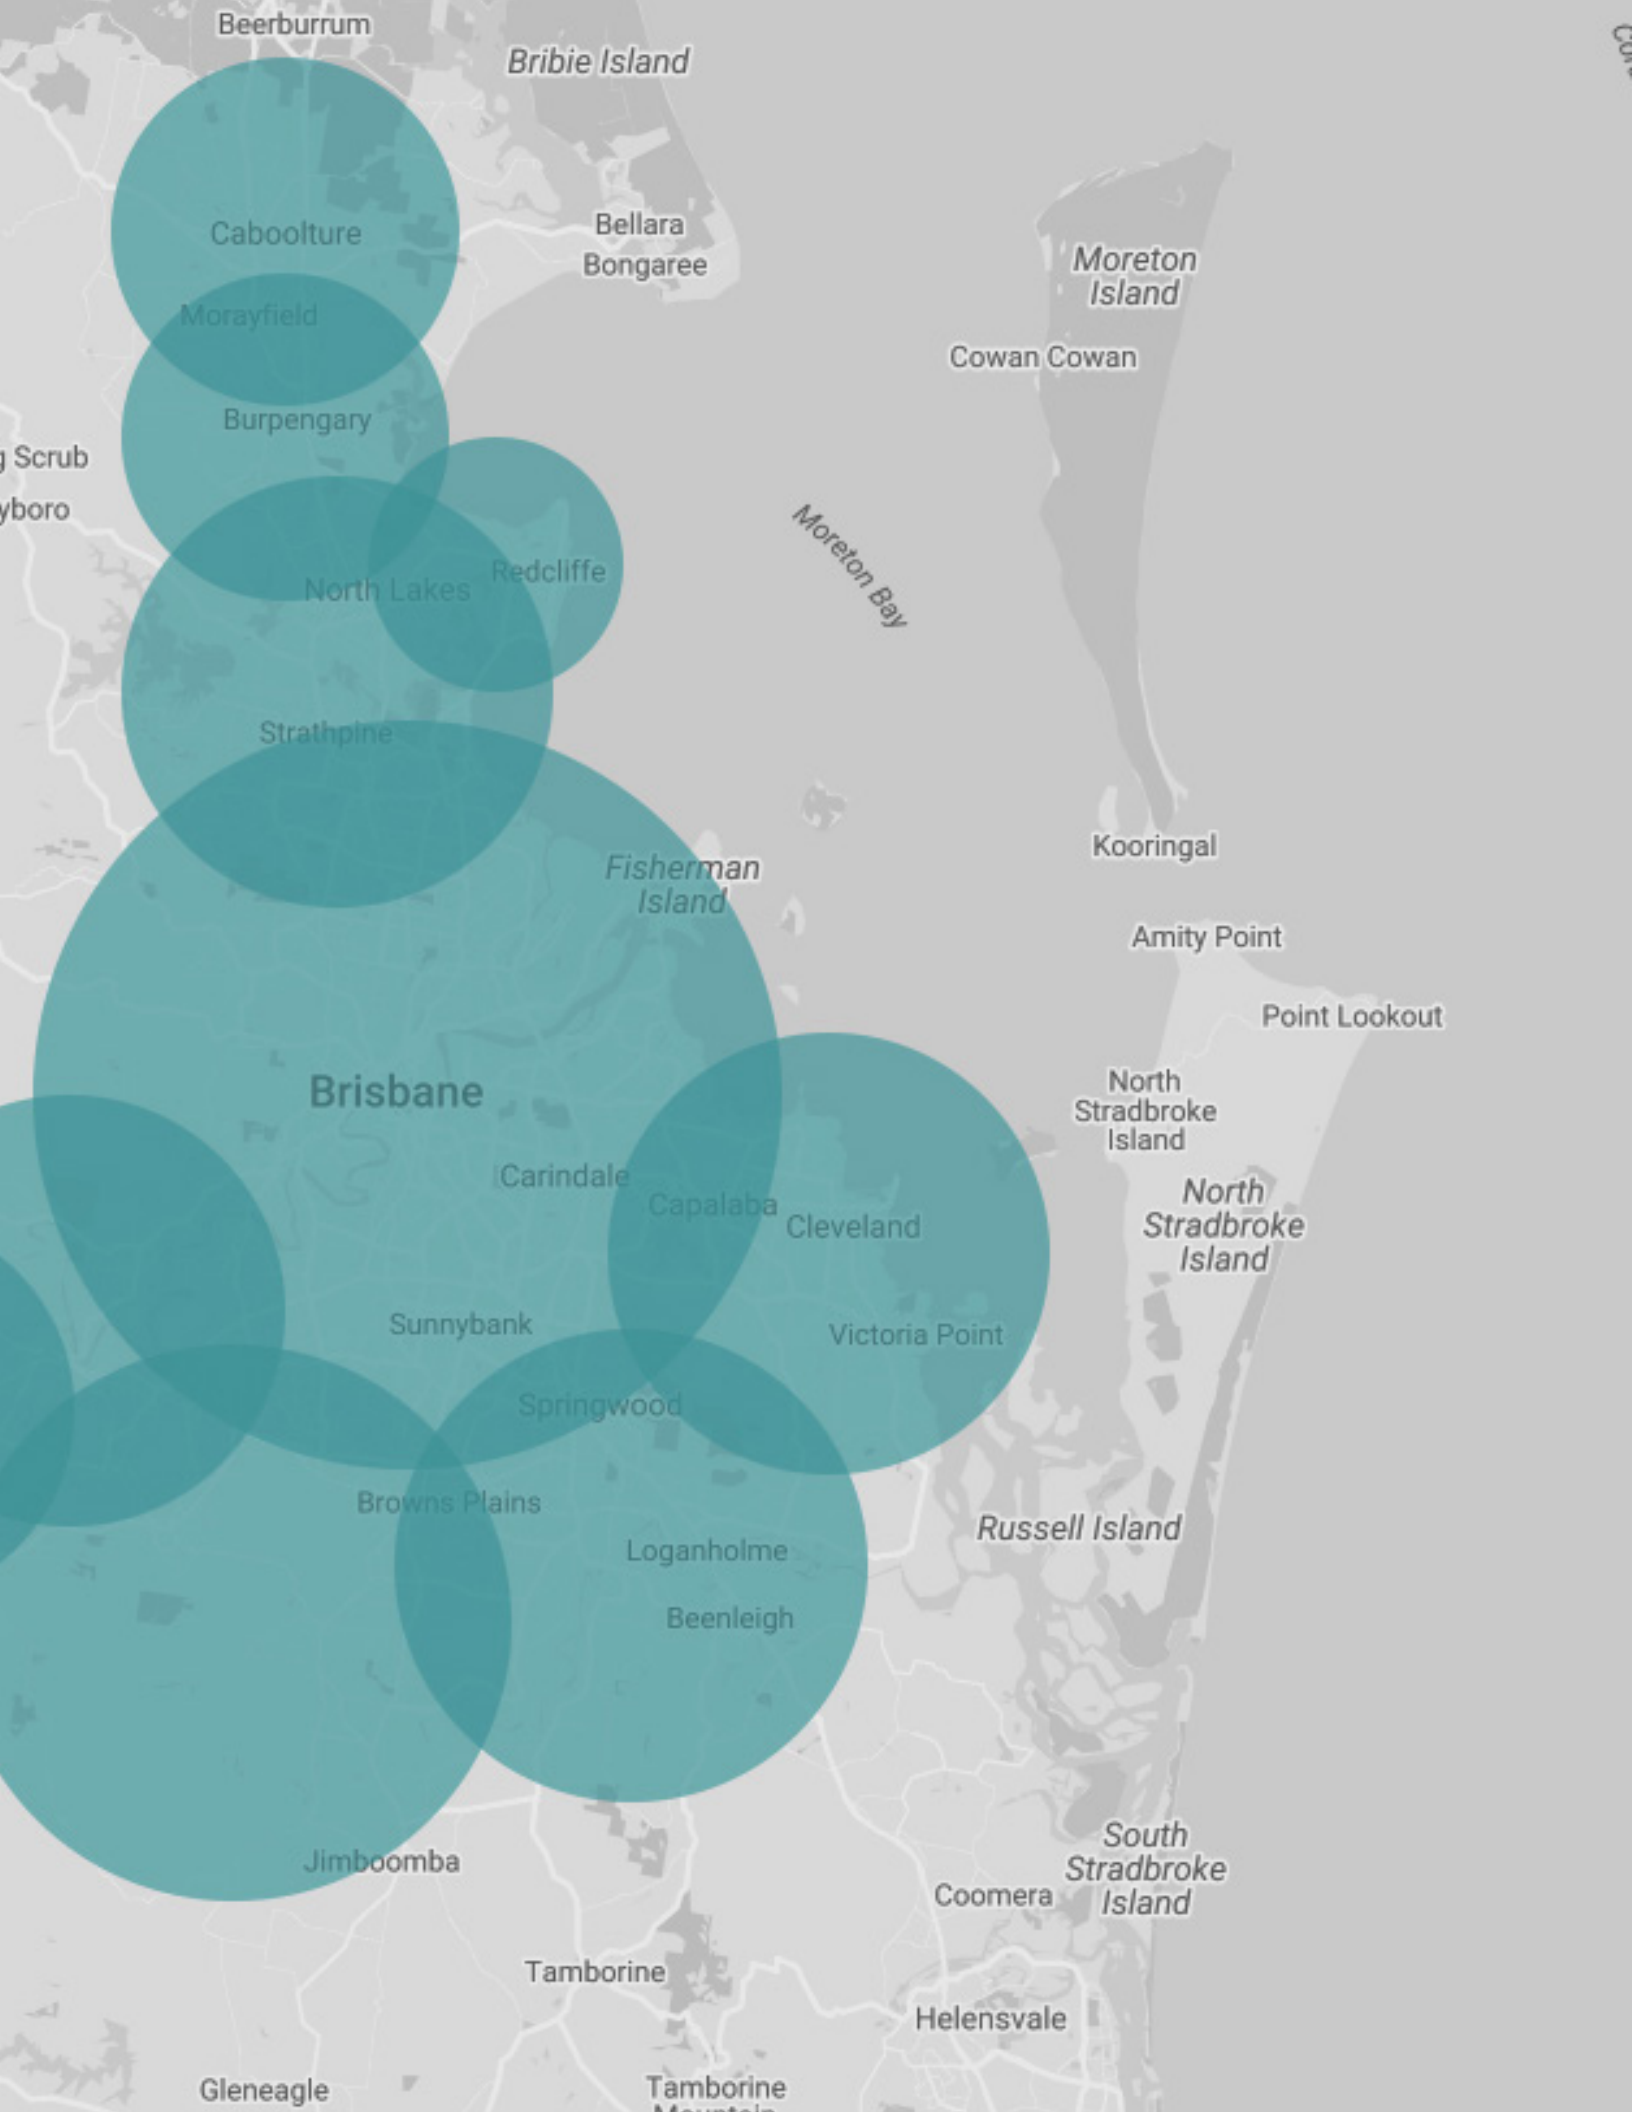 Beerburrum
Bribie Island
Caboolture
Bellara
Bongaree
Moreton
Island
Morayfield
Cowan Cowan
Burpengary
g Scrub
yboro
Moreton Bay
Redcliffe
North Lakes
Strathpine
Kooringal
Fisherman
Island
Amity Point
Point Lookout
Brisbane
North
Stradbroke
Island
Carindale
Capalaba
Cleveland
North
Stradbroke
Island
Sunnybank
Victoria Point
Springwood
Browns Plains
Russell Island
Loganholme
Beenleigh
South
Stradbroke
Island
Jimboomba
Coomera
Tamborine
Helensvale
Gleneagle
Tamborine